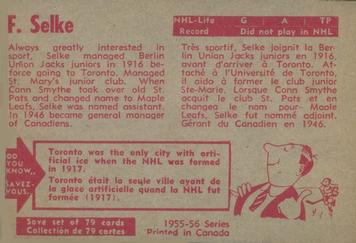 F. Selke
NHL-Life Record
G A TP
Did not play in NHL
Always greatly interested in
sport, Selke managed Berlin
Union Jacks juniors in 1916 be-
fore going to Toronto. Managed
St. Mary's junior club. When
Conn Smythe took over old St.
Pats and changed name to Maple
Leafs, Selke was named assistant.
In 1946 became general manager
of Canadiens.
Très sportif, Selke joignit la Ber-
lin Union Jacks juniors en 1916,
avant d'arriver à Toronto. Atta-
ché à l'Université de Toronto,
il aida à former le club junior
Ste-Marie. Lorsque Conn Smythe
acquit le club St. Pats et en
changea le nom pour Maple
Leafs, Selke fut nommé adjoint.
Gérant du Canadien en 1946.
DO
YOU
KNOW..
SAVEZ-
VOUS..
Toronto was the only city with arti-
ficial ice when the NHL was formed
in 1917.
Toronto était la seule ville ayant de
la glace artificielle quand la NHL fut
formée (1917).
Save set of 79 cards
Collection de 79 cartes
1955-56 Series
Printed in Canada